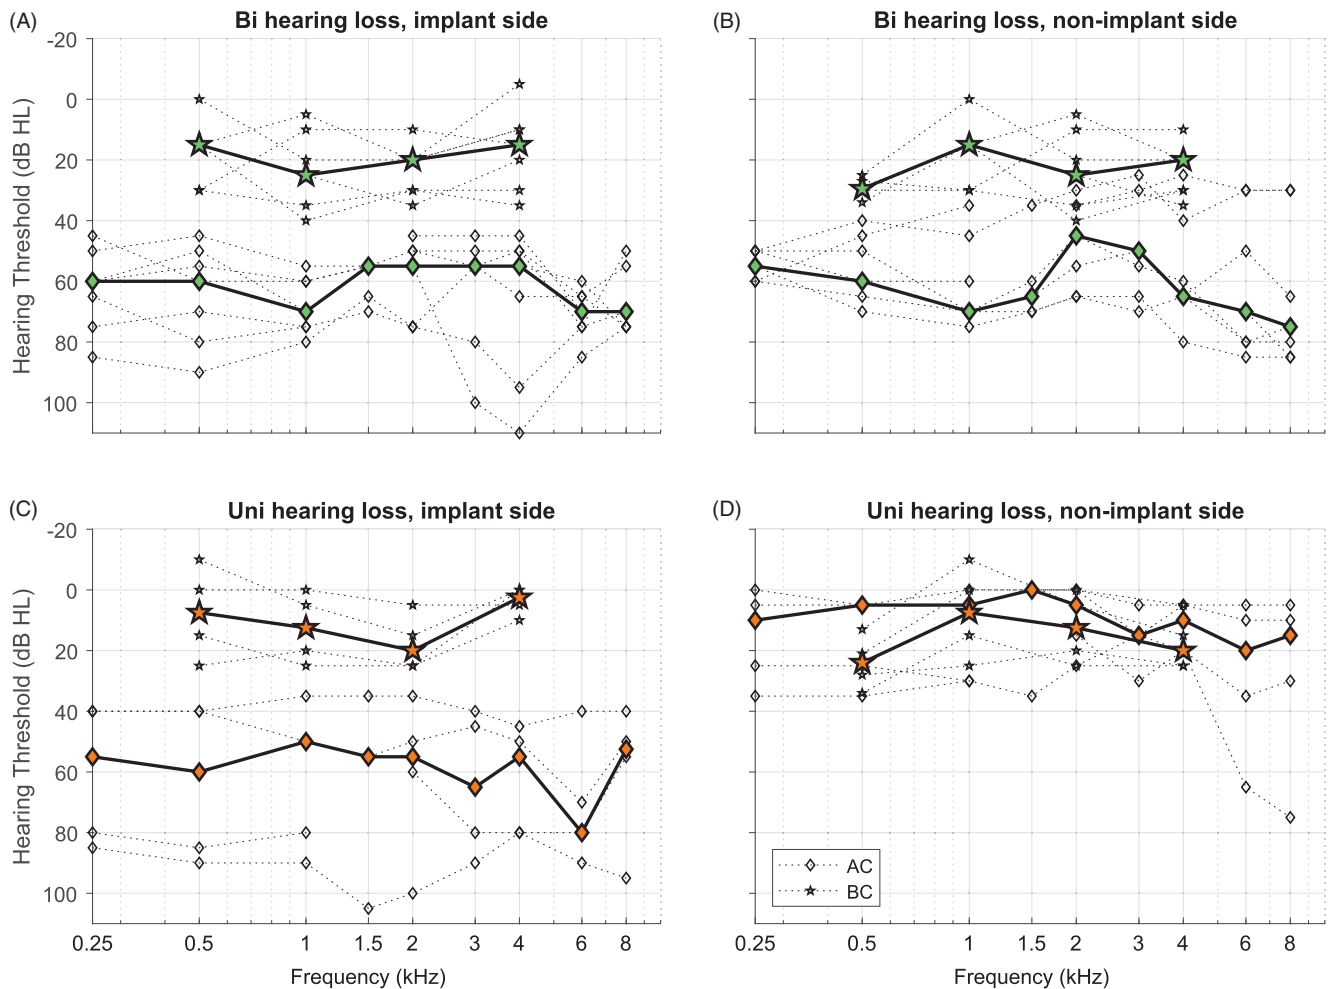 (A) Bi hearing loss, implant side
(B) Bi hearing loss, non-implant side
Hearing Threshold (dB HL)
-20
0
20
40
60
80
100
(C) Uni hearing loss, implant side
(D) Uni hearing loss, non-implant side
Hearing Threshold (dB HL)
-20
0
20
40
60
80
100
AC
BC
0.25 0.5 1 1.5 2 3 4 6 8
0.25 0.5 1 1.5 2 3 4 6 8
Frequency (kHz)
Frequency (kHz)